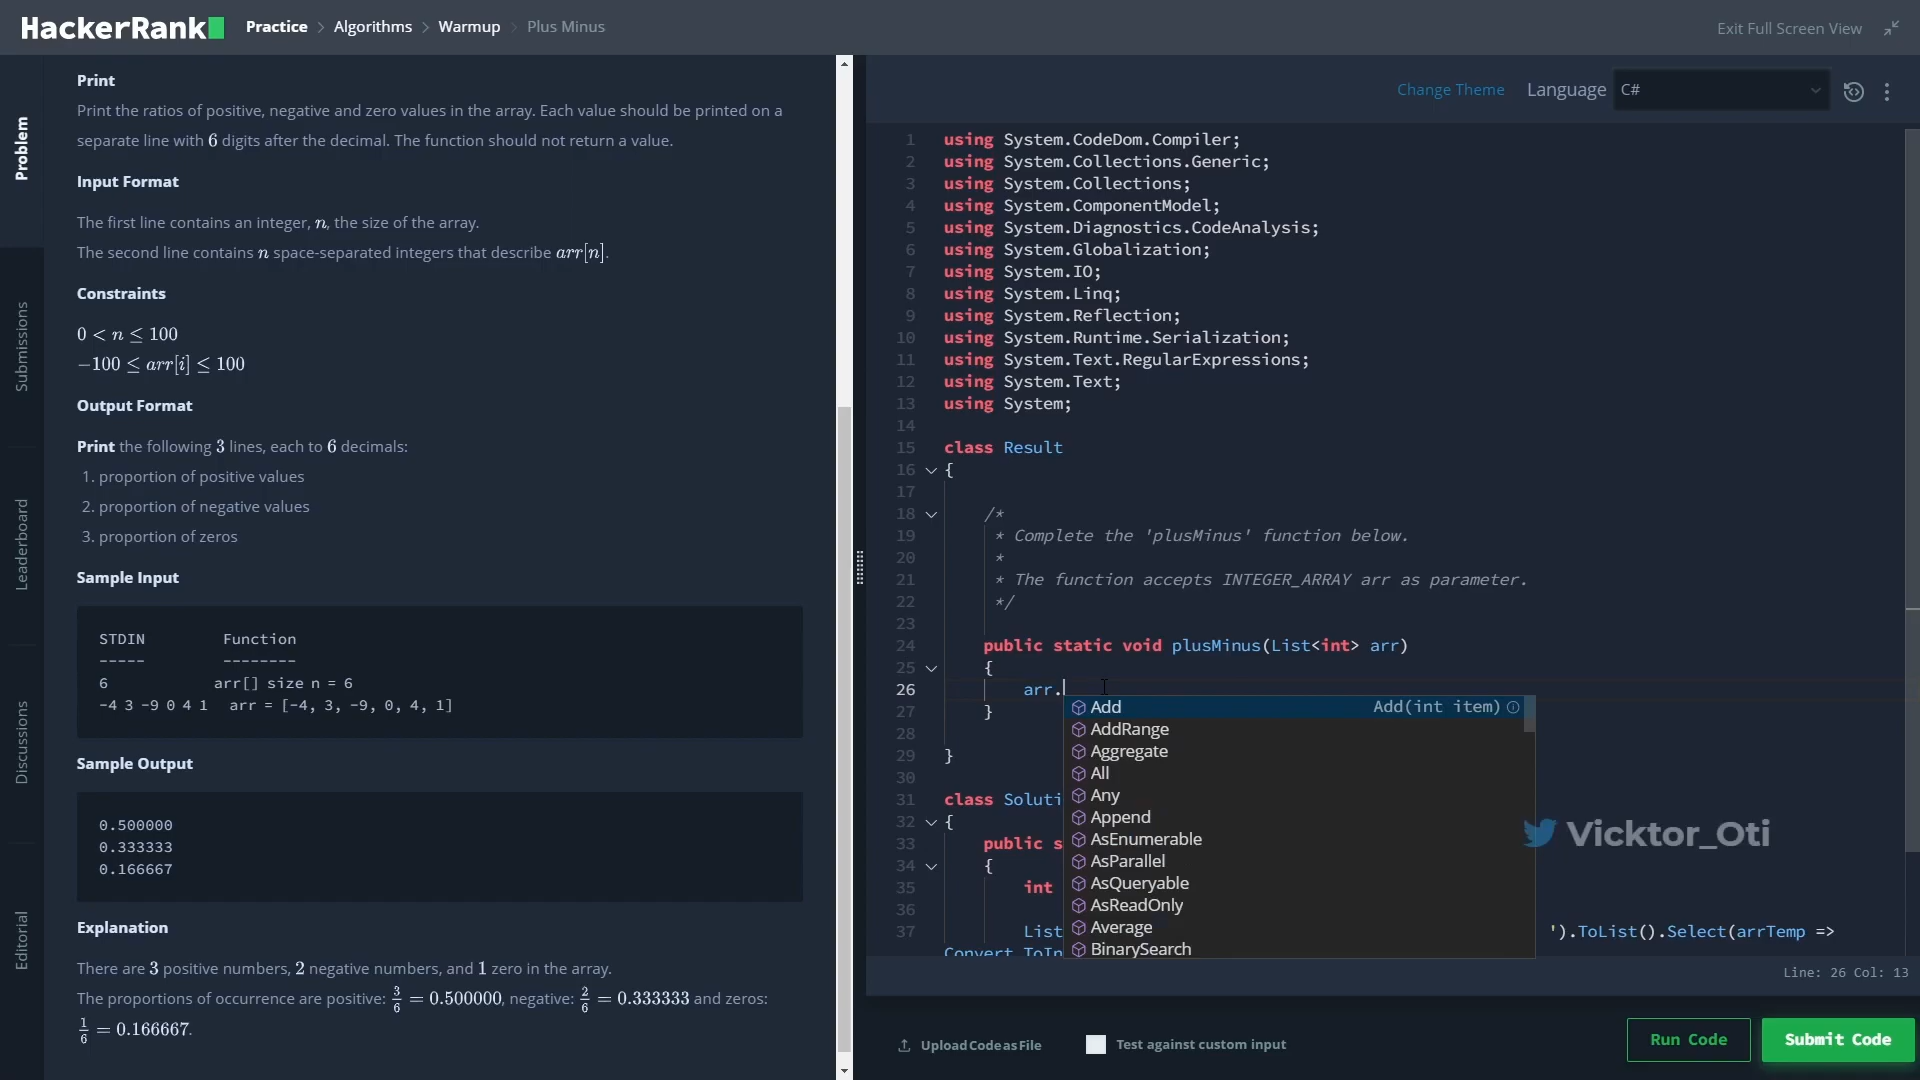 HackerRank
Practice > Algorithms > Warmup > Plus Minus
Exit Full Screen View
Problem
Submissions
Leaderboard
Discussions
Editorial
Print
Print the ratios of positive, negative and zero values in the array. Each value should be printed on a
separate line with 6 digits after the decimal. The function should not return a value.
Input Format
The first line contains an integer, n, the size of the array.
The second line contains n space-separated integers that describe arr[n].
Constraints
0 < n ≤ 100
−100 ≤ arr[i] ≤ 100
Output Format
Print the following 3 lines, each to 6 decimals:
1. proportion of positive values
2. proportion of negative values
3. proportion of zeros
Sample Input
STDIN Function
----- --------
6 arr[] size n = 6
-4 3 -9 0 4 1 arr = [-4, 3, -9, 0, 4, 1]
Sample Output
0.500000
0.333333
0.166667
Explanation
There are 3 positive numbers, 2 negative numbers, and 1 zero in the array.
The proportions of occurrence are positive: 3/6 = 0.500000, negative: 2/6 = 0.333333 and zeros:
1/6 = 0.166667.
Change Theme Language C#
1 using System.CodeDom.Compiler;
2 using System.Collections.Generic;
3 using System.Collections;
4 using System.ComponentModel;
5 using System.Diagnostics.CodeAnalysis;
6 using System.Globalization;
7 using System.IO;
8 using System.Linq;
9 using System.Reflection;
10 using System.Runtime.Serialization;
11 using System.Text.RegularExpressions;
12 using System.Text;
13 using System;
14
15 class Result
16 {
17
18 /*
19 * Complete the 'plusMinus' function below.
20 *
21 * The function accepts INTEGER_ARRAY arr as parameter.
22 */
23
24 public static void plusMinus(List<int> arr)
25 {
26 arr.
27 }
28
29 }
30
31 class Soluti
32 {
33 public s
34 {
35 int
36
37 List ').ToList().Select(arrTemp =>
Convert.ToIn
Add Add(int item)
AddRange
Aggregate
All
Any
Append
AsEnumerable
AsParallel
AsQueryable
AsReadOnly
Average
BinarySearch
Vicktor_Oti
Line: 26 Col: 13
Upload Code as File
Test against custom input
Run Code
Submit Code